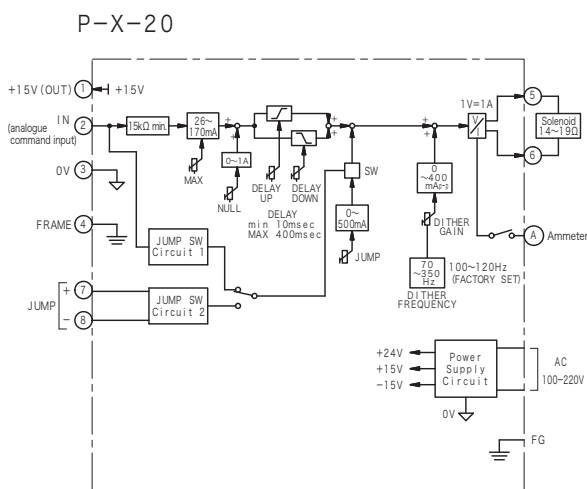 P-X-20
+15V (OUT) 1 +15V
IN 2
(analogue
command input)
15kΩ min.
26~
170mA
MAX
+
+
0~1A
NULL
DELAY
UP
DELAY
DOWN
DELAY
min 10msec
MAX 400msec
+
+
+
+
SW
0~
500mA
JUMP
+
+
0
~400
mAp-p
DITHER
GAIN
70
~350
Hz
DITHER
FREQUENCY
100~120Hz
(FACTORY SET)
1V=1A
V
I
5
Solenoid
14~19Ω
6
A Ammeter
0V 3
FRAME 4
JUMP SW
Circuit 1
JUMP
+ 7
- 8
JUMP SW
Circuit 2
+24V
+15V
-15V
Power
Supply
Circuit
0V
AC
100-220V
FG